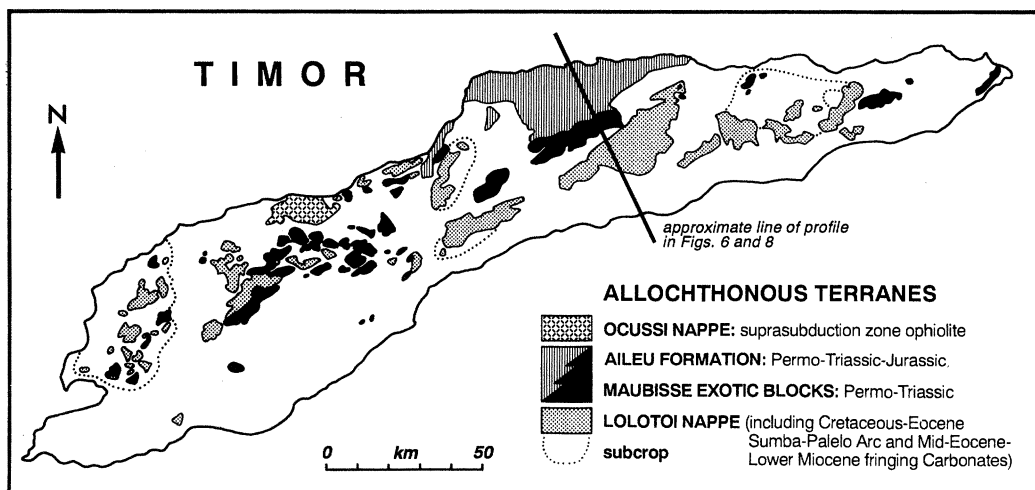 TIMOR
N
approximate line of profile
in Figs. 6 and 8
ALLOCHTHONOUS TERRANES
OCUSSI NAPPE: suprasubduction zone ophiolite
AILEU FORMATION: Permo-Triassic-Jurassic.
MAUBISSE EXOTIC BLOCKS: Permo-Triassic
LOLOTOI NAPPE (including Cretaceous-Eocene
Sumba-Palelo Arc and Mid-Eocene-
subcrop Lower Miocene fringing Carbonates)
0 km 50